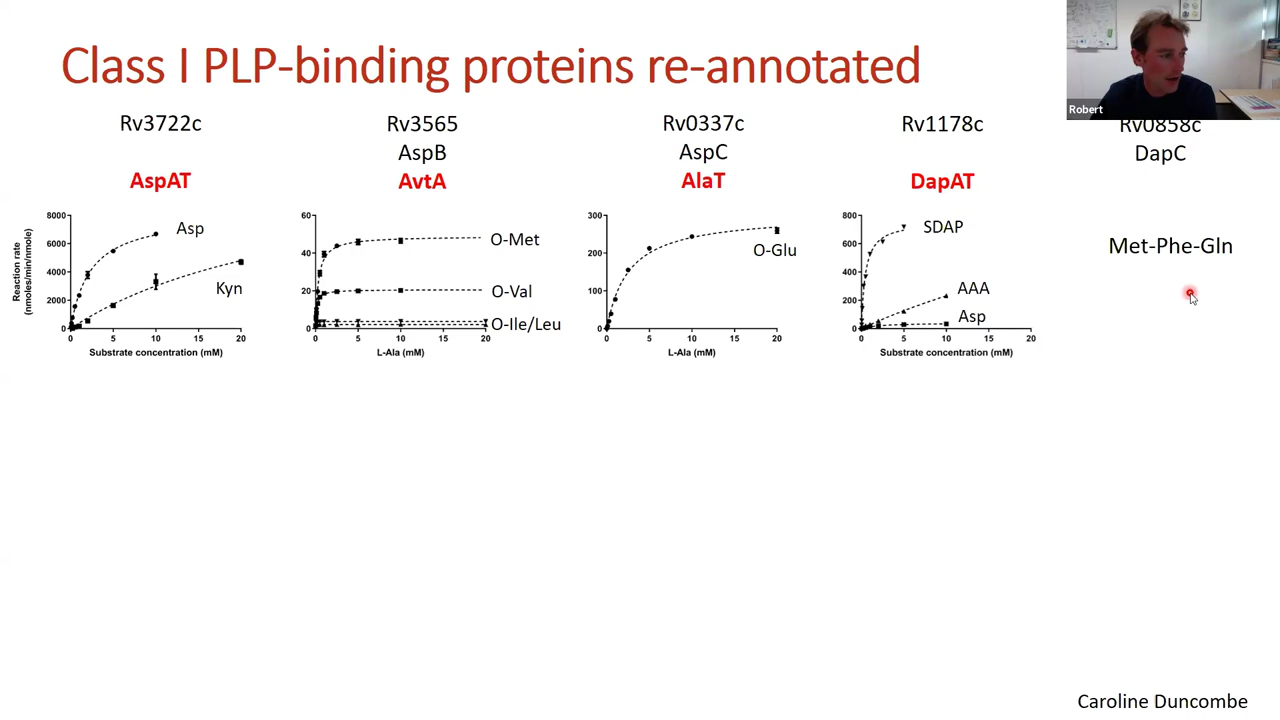 Class I PLP-binding proteins re-annotated
Robert
Rv3722c
AspAT
8000
6000
4000
2000
0
Reaction rate
(nmoles/min/nmole)
Asp
Kyn
0
5
10
15
20
Substrate concentration (mM)
Rv3565
AspB
AvtA
60
40
20
0
O-Met
O-Val
O-Ile/Leu
0
5
10
15
20
L-Ala (mM)
Rv0337c
AspC
AlaT
300
200
100
0
O-Glu
0
5
10
15
20
L-Ala (mM)
Rv1178c
DapAT
800
600
400
200
0
SDAP
AAA
Asp
0
5
10
15
20
Substrate concentration (mM)
Rv0858c
DapC
Met-Phe-Gln
Caroline Duncombe